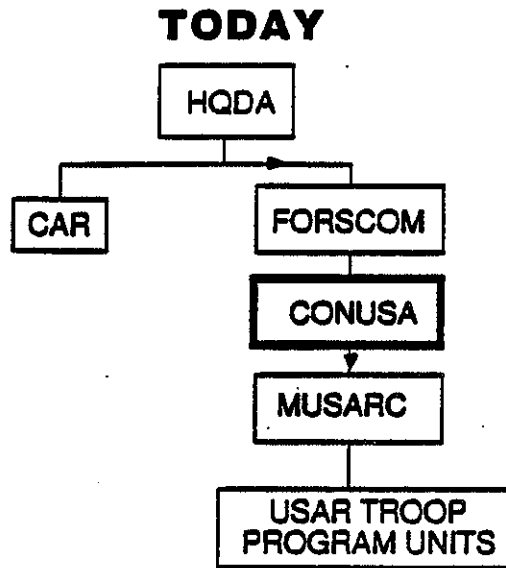 TODAY
HQDA
CAR
FORSCOM
CONUSA
MUSARC
USAR TROOP
PROGRAM UNITS